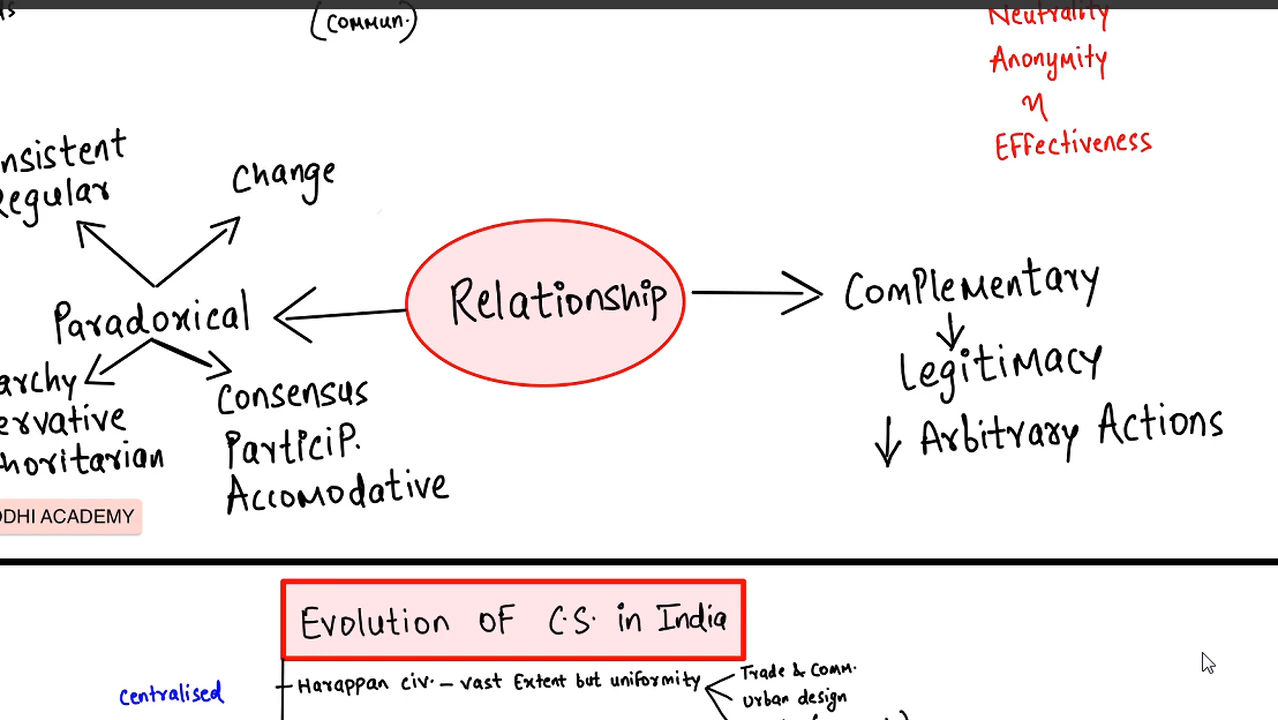 (Commun.)
Neutrality
Anonymity
η
Effectiveness
nsistent
Regular
Change
Relationship
Paradoxical
Complementary
Legitimacy
↓ Arbitrary Actions
archy
ervative
horitarian
Consensus
Particip.
Accomodative
DHI ACADEMY
Evolution of C.S. in India
Centralised
Harappan civ. – vast Extent but uniformity
Trade & Comm.
Urban design